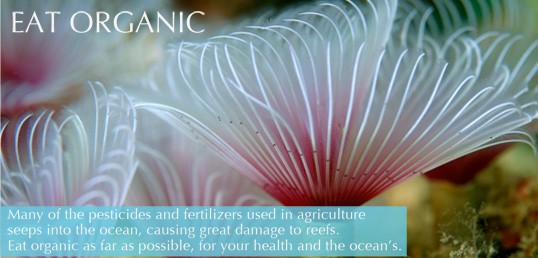 EAT ORGANIC
Many of the pesticides and fertilizers used in agriculture
seeps into the ocean, causing great damage to reefs.
Eat organic as far as possible, for your health and the ocean's.